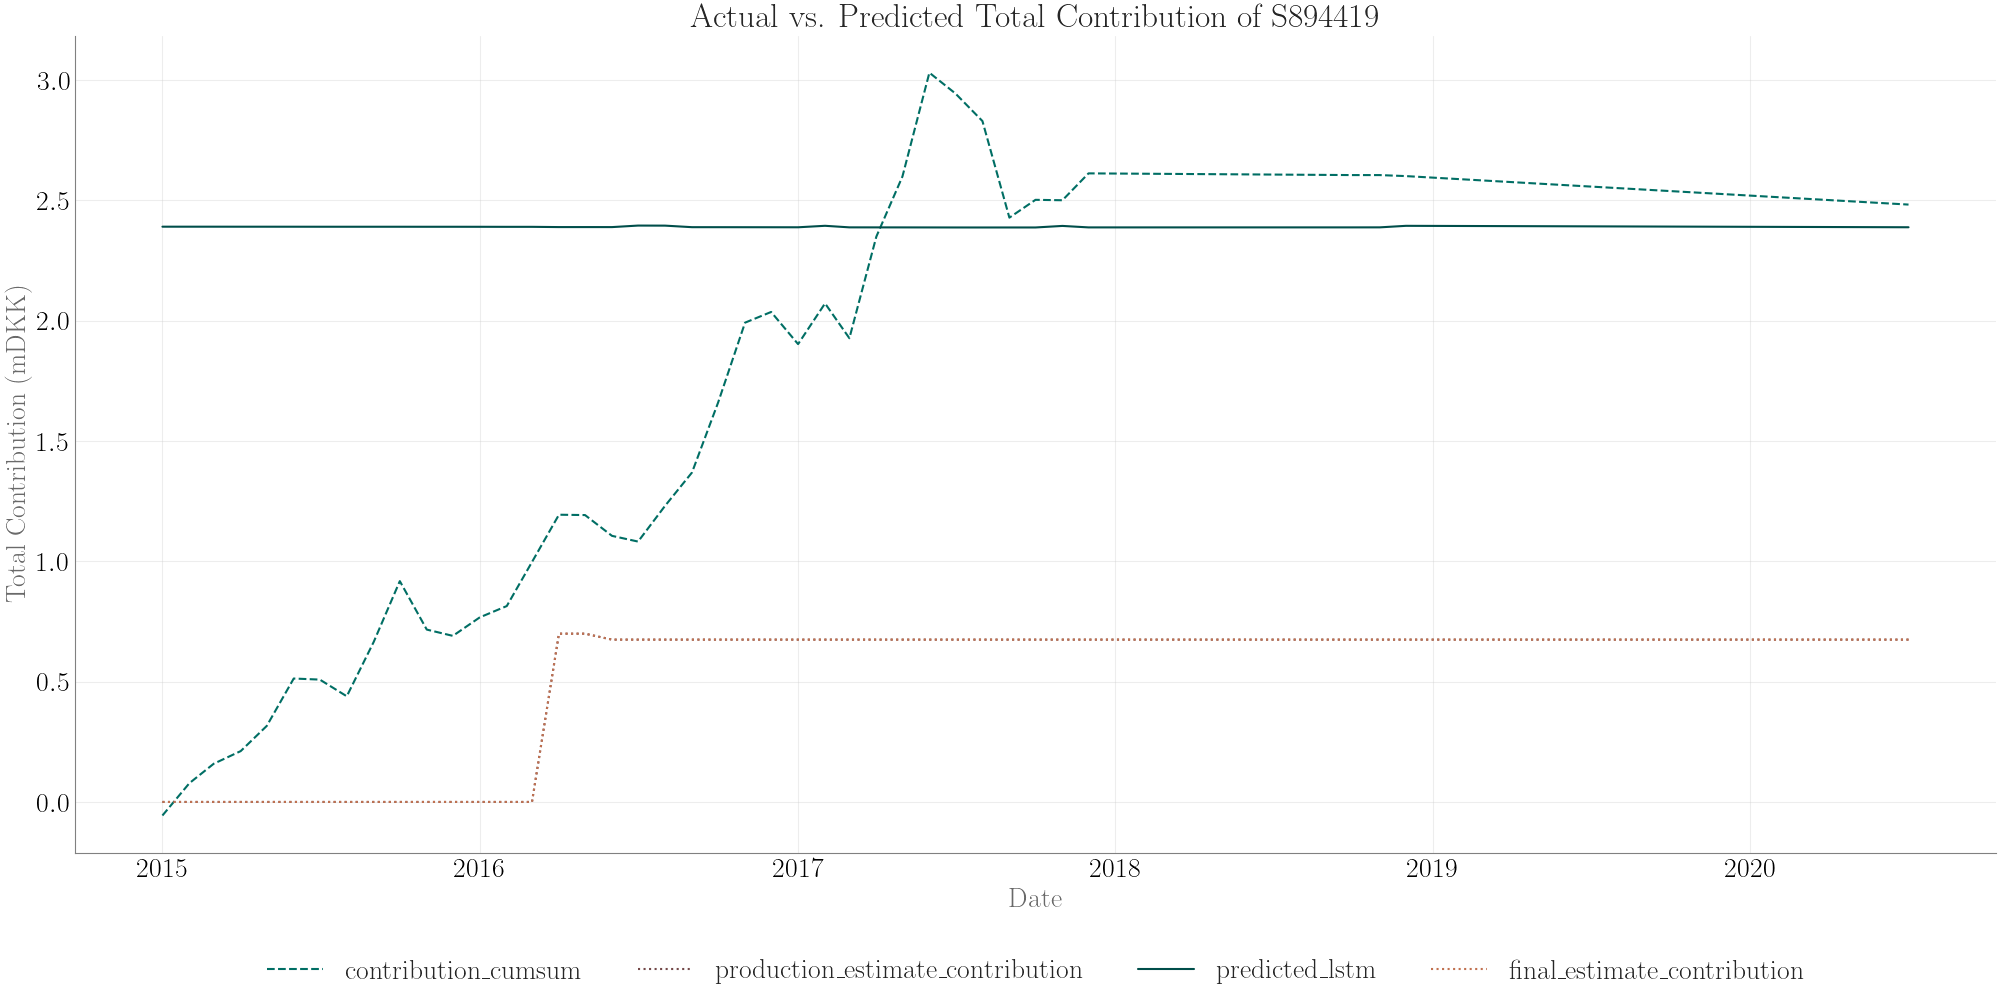 Actual vs. Predicted Total Contribution of S894419
Total Contribution (mDKK)
3.0
2.5
2.0
1.5
1.0
0.5
0.0
2015 2016 2017 2018 2019 2020
Date
contribution_cumsum production_estimate_contribution predicted_lstm final_estimate_contribution